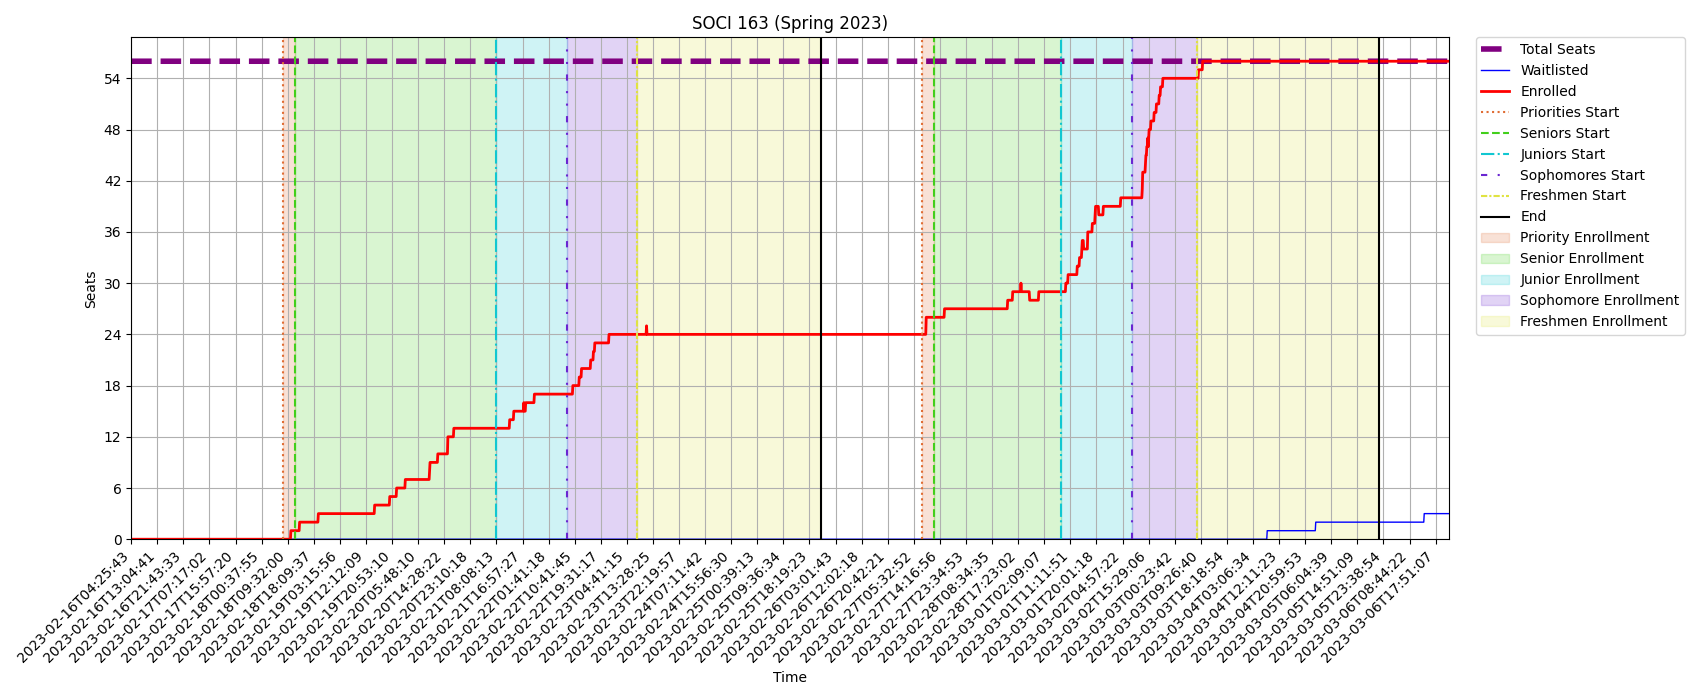 SOCI 163 (Spring 2023)
Seats
54
48
42
36
30
24
18
12
6
0
2023-02-16T04:25:43
2023-02-16T13:04:41
2023-02-16T21:43:33
2023-02-17T07:17:02
2023-02-17T15:57:20
2023-02-18T00:37:55
2023-02-18T09:32:00
2023-02-18T18:09:37
2023-02-19T03:15:56
2023-02-19T12:12:09
2023-02-19T20:53:10
2023-02-20T05:48:10
2023-02-20T14:28:22
2023-02-20T23:10:18
2023-02-21T08:08:13
2023-02-21T16:57:27
2023-02-22T01:41:18
2023-02-22T10:41:45
2023-02-22T19:31:17
2023-02-23T04:41:15
2023-02-23T13:28:25
2023-02-23T22:19:57
2023-02-24T07:11:42
2023-02-24T15:56:30
2023-02-25T00:39:13
2023-02-25T09:36:34
2023-02-25T18:19:23
2023-02-26T03:01:43
2023-02-26T12:02:18
2023-02-26T20:42:21
2023-02-27T05:32:52
2023-02-27T14:16:56
2023-02-27T23:34:53
2023-02-28T08:34:35
2023-02-28T17:23:02
2023-03-01T02:09:07
2023-03-01T11:11:51
2023-03-01T20:01:18
2023-03-02T04:57:22
2023-03-02T15:29:06
2023-03-03T00:23:42
2023-03-03T09:26:40
2023-03-03T18:18:54
2023-03-04T03:06:34
2023-03-04T12:11:23
2023-03-04T20:59:53
2023-03-05T06:04:39
2023-03-05T14:51:09
2023-03-05T23:38:54
2023-03-06T08:44:22
2023-03-06T17:51:07
Time
Total Seats
Waitlisted
Enrolled
Priorities Start
Seniors Start
Juniors Start
Sophomores Start
Freshmen Start
End
Priority Enrollment
Senior Enrollment
Junior Enrollment
Sophomore Enrollment
Freshmen Enrollment